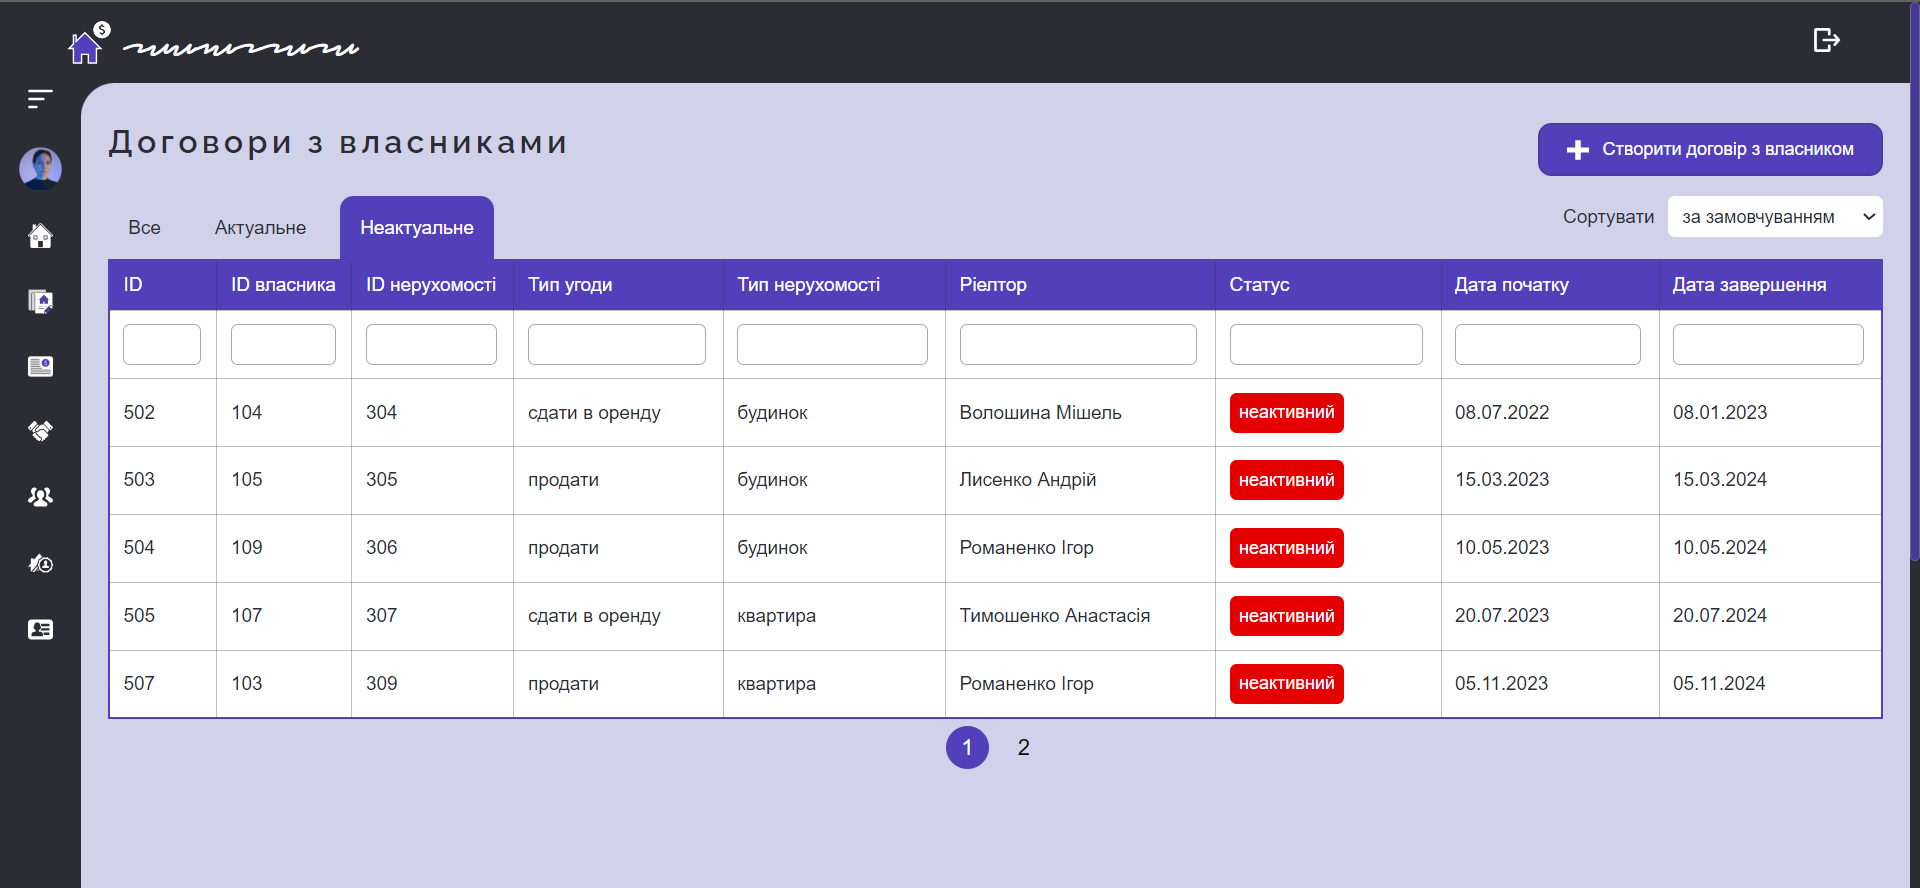 $
Договори з власниками
Створити договір з власником
Все Актуальне Неактуальне
Сортувати за замовчуванням
ID ID власника ID нерухомості Тип угоди Тип нерухомості Ріелтор Статус Дата початку Дата завершення
502 104 304 сдати в оренду будинок Волошина Мішель неактивний 08.07.2022 08.01.2023
503 105 305 продати будинок Лисенко Андрій неактивний 15.03.2023 15.03.2024
504 109 306 продати будинок Романенко Ігор неактивний 10.05.2023 10.05.2024
505 107 307 сдати в оренду квартира Тимошенко Анастасія неактивний 20.07.2023 20.07.2024
507 103 309 продати квартира Романенко Ігор неактивний 05.11.2023 05.11.2024
1 2